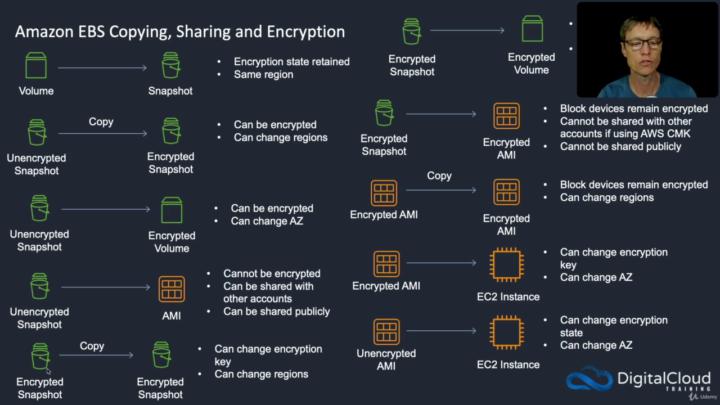 Amazon EBS Copying, Sharing and Encryption
Volume
Snapshot
• Encryption state retained
• Same region
Unencrypted
Snapshot
Copy
Encrypted
Snapshot
• Can be encrypted
• Can change regions
Unencrypted
Snapshot
Encrypted
Volume
• Can be encrypted
• Can change AZ
Unencrypted
Snapshot
AMI
• Cannot be encrypted
• Can be shared with
other accounts
• Can be shared publicly
Encrypted
Snapshot
Copy
Encrypted
Snapshot
• Can change encryption
key
• Can change regions
Encrypted
Snapshot
Encrypted
Volume
Encrypted
Snapshot
Encrypted
AMI
• Block devices remain encrypted
• Cannot be shared with other
accounts if using AWS CMK
• Cannot be shared publicly
Encrypted AMI
Copy
Encrypted
AMI
• Block devices remain encrypted
• Can change regions
Encrypted AMI
EC2 Instance
• Can change encryption
key
• Can change AZ
Unencrypted
AMI
EC2 Instance
• Can change encryption
state
• Can change AZ
DigitalCloud
TRAINING
Udemy